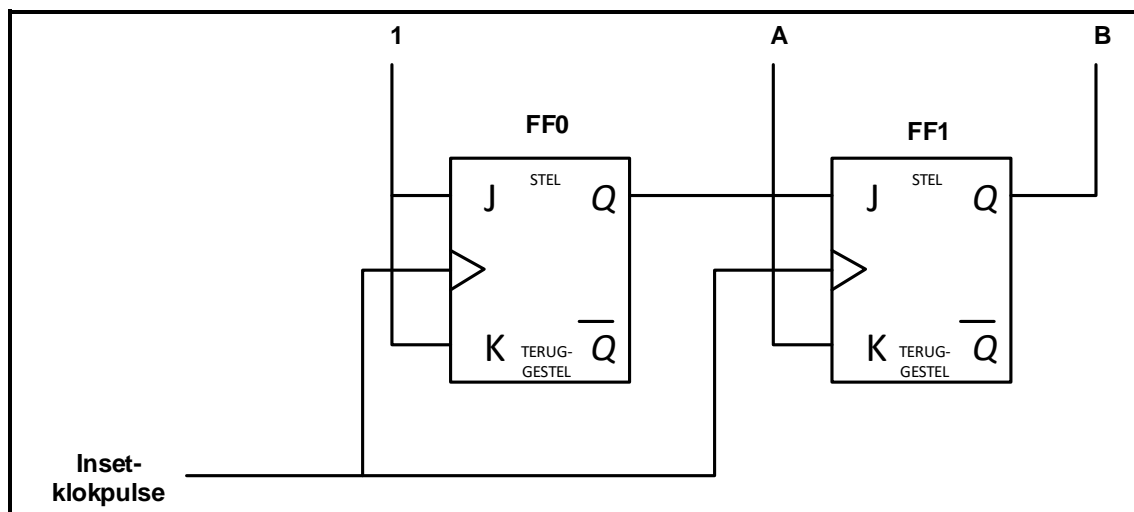 1 A B
FF0 FF1
STEL STEL
J Q J Q
K Q K Q
TERUG-
GESTEL
TERUG-
GESTEL
Inset-
klokpulse